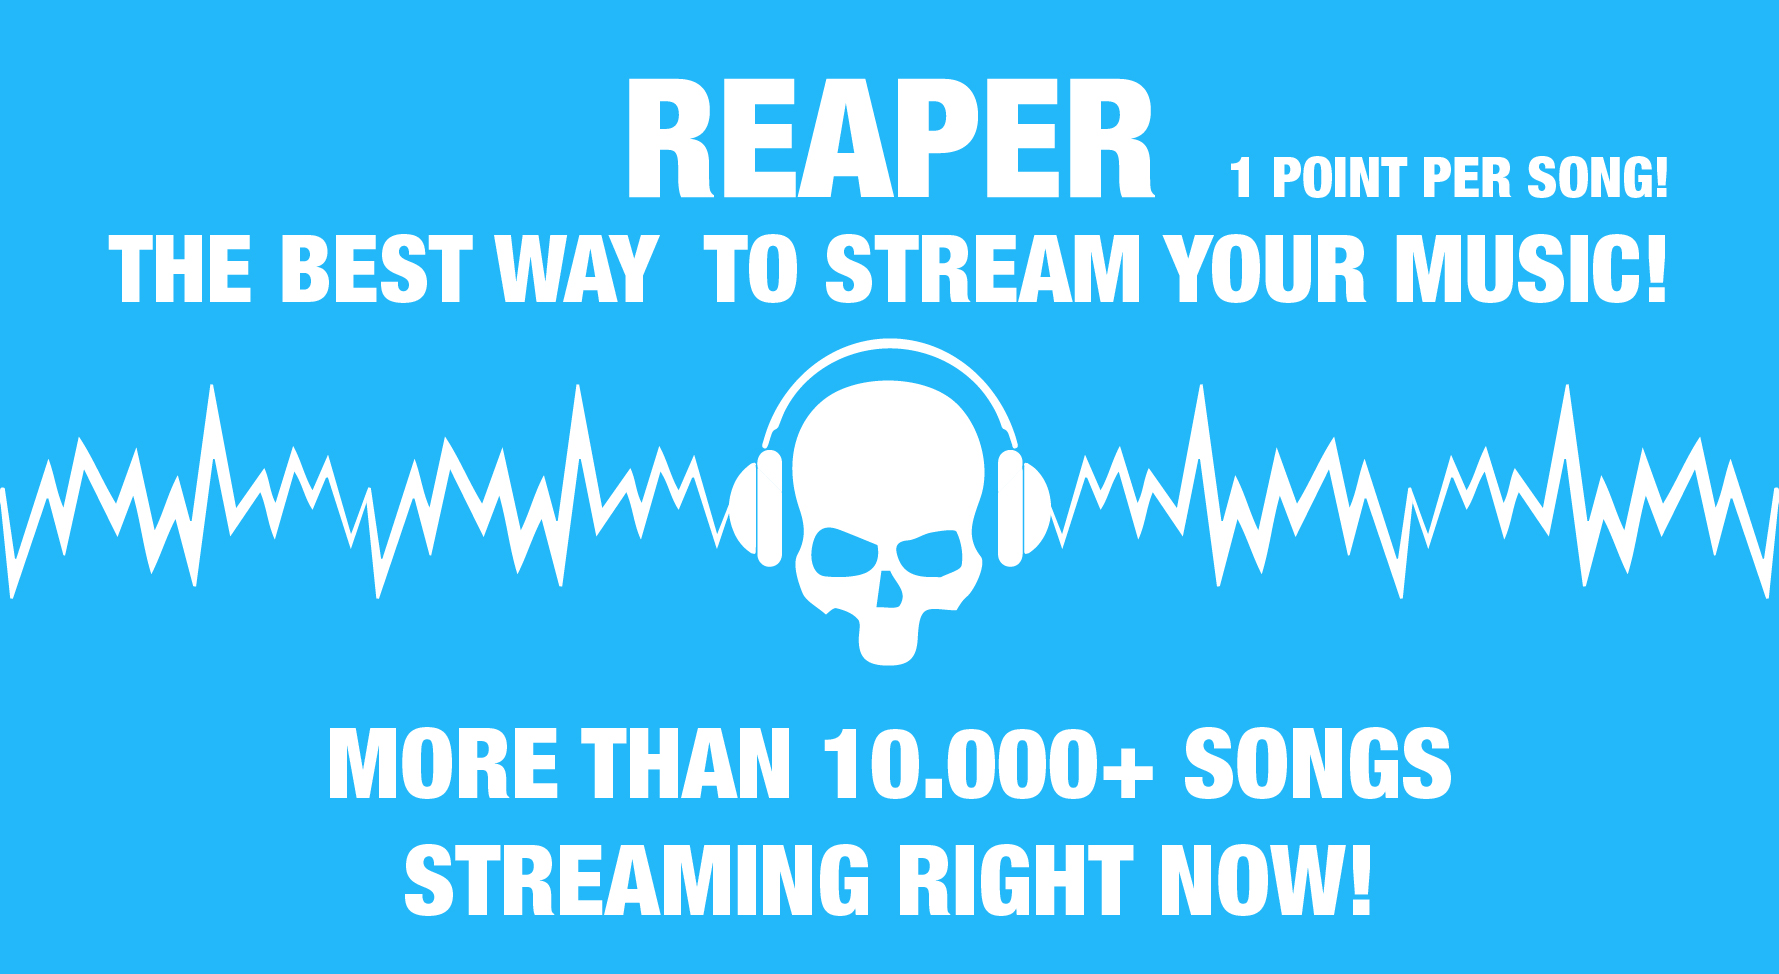 REAPER
1 POINT PER SONG!
THE BEST WAY TO STREAM YOUR MUSIC!
MORE THAN 10.000+ SONGS
STREAMING RIGHT NOW!